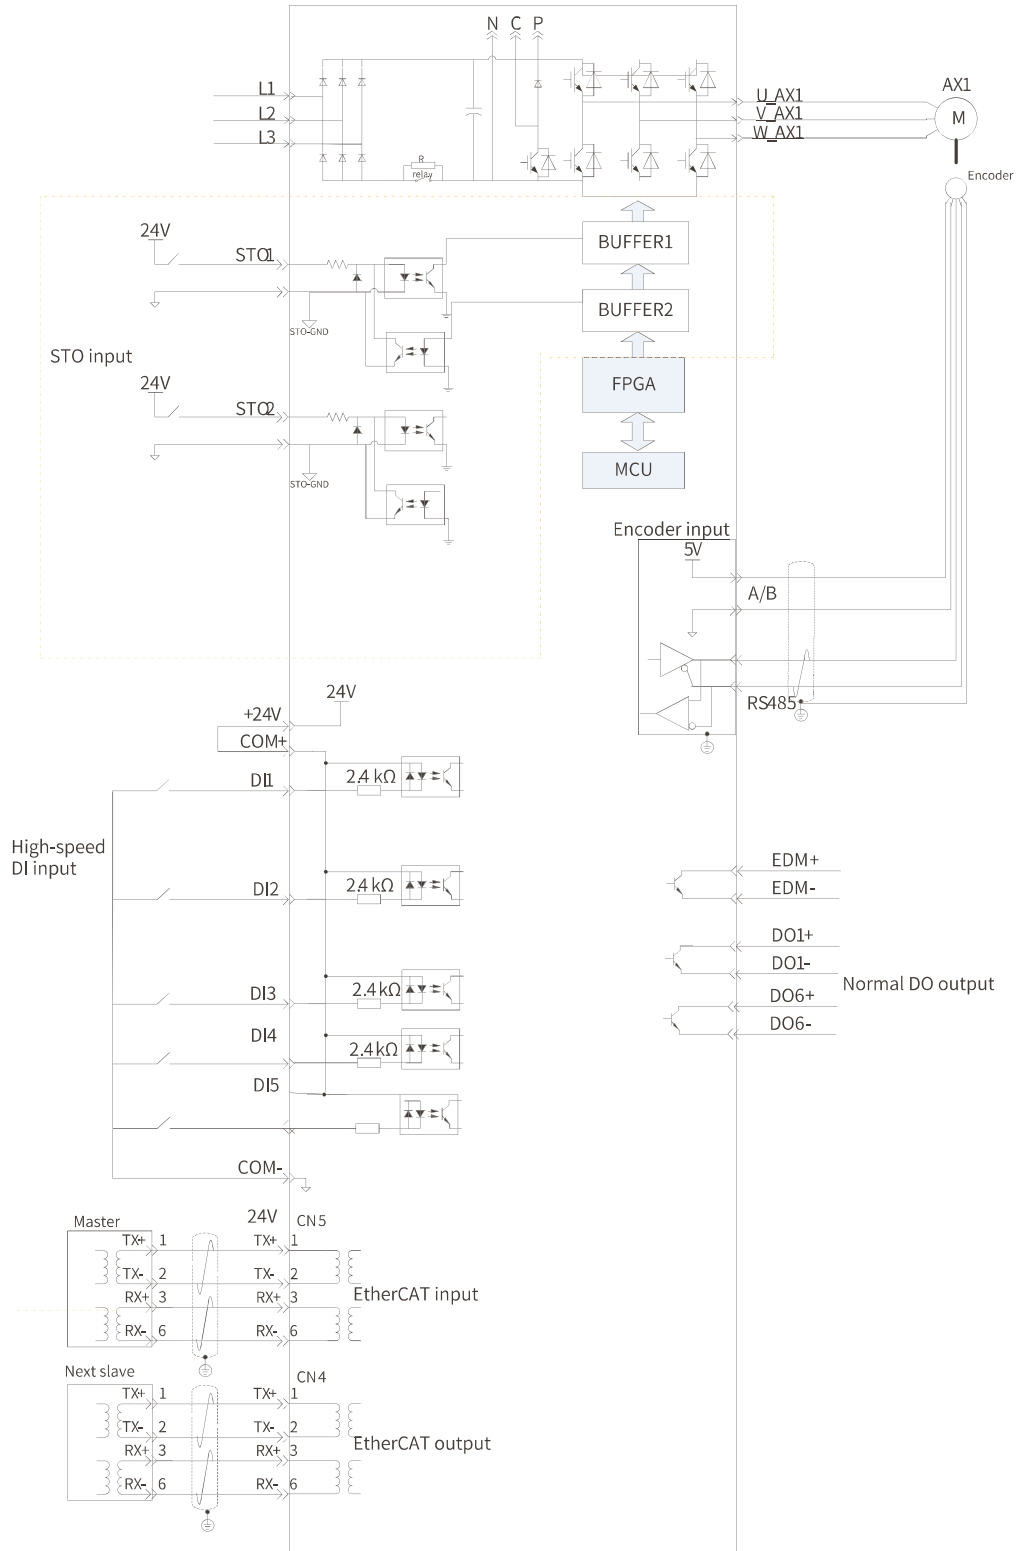 N C P
L1
L2
L3
R
relay
U_AX1
V_AX1
W_AX1
AX1
M
Encoder
24V
STO1
STO-GND
STO input
24V
STO2
STO-GND
BUFFER1
BUFFER2
FPGA
MCU
Encoder input
5V
A/B
RS485
24V
+24V
COM+
DI1
2.4 kΩ
High-speed
DI input
DI2
2.4 kΩ
DI3
2.4 kΩ
DI4
2.4 kΩ
DI5
COM-
EDM+
EDM-
DO1+
DO1-
Normal DO output
DO6+
DO6-
24V
Master
CN5
TX+ 1 TX+ 1
TX- 2 TX- 2
EtherCAT input
RX+ 3 RX+ 3
RX- 6 RX- 6
Next slave
CN4
TX+ 1 TX+ 1
TX- 2 TX- 2
EtherCAT output
RX+ 3 RX+ 3
RX- 6 RX- 6